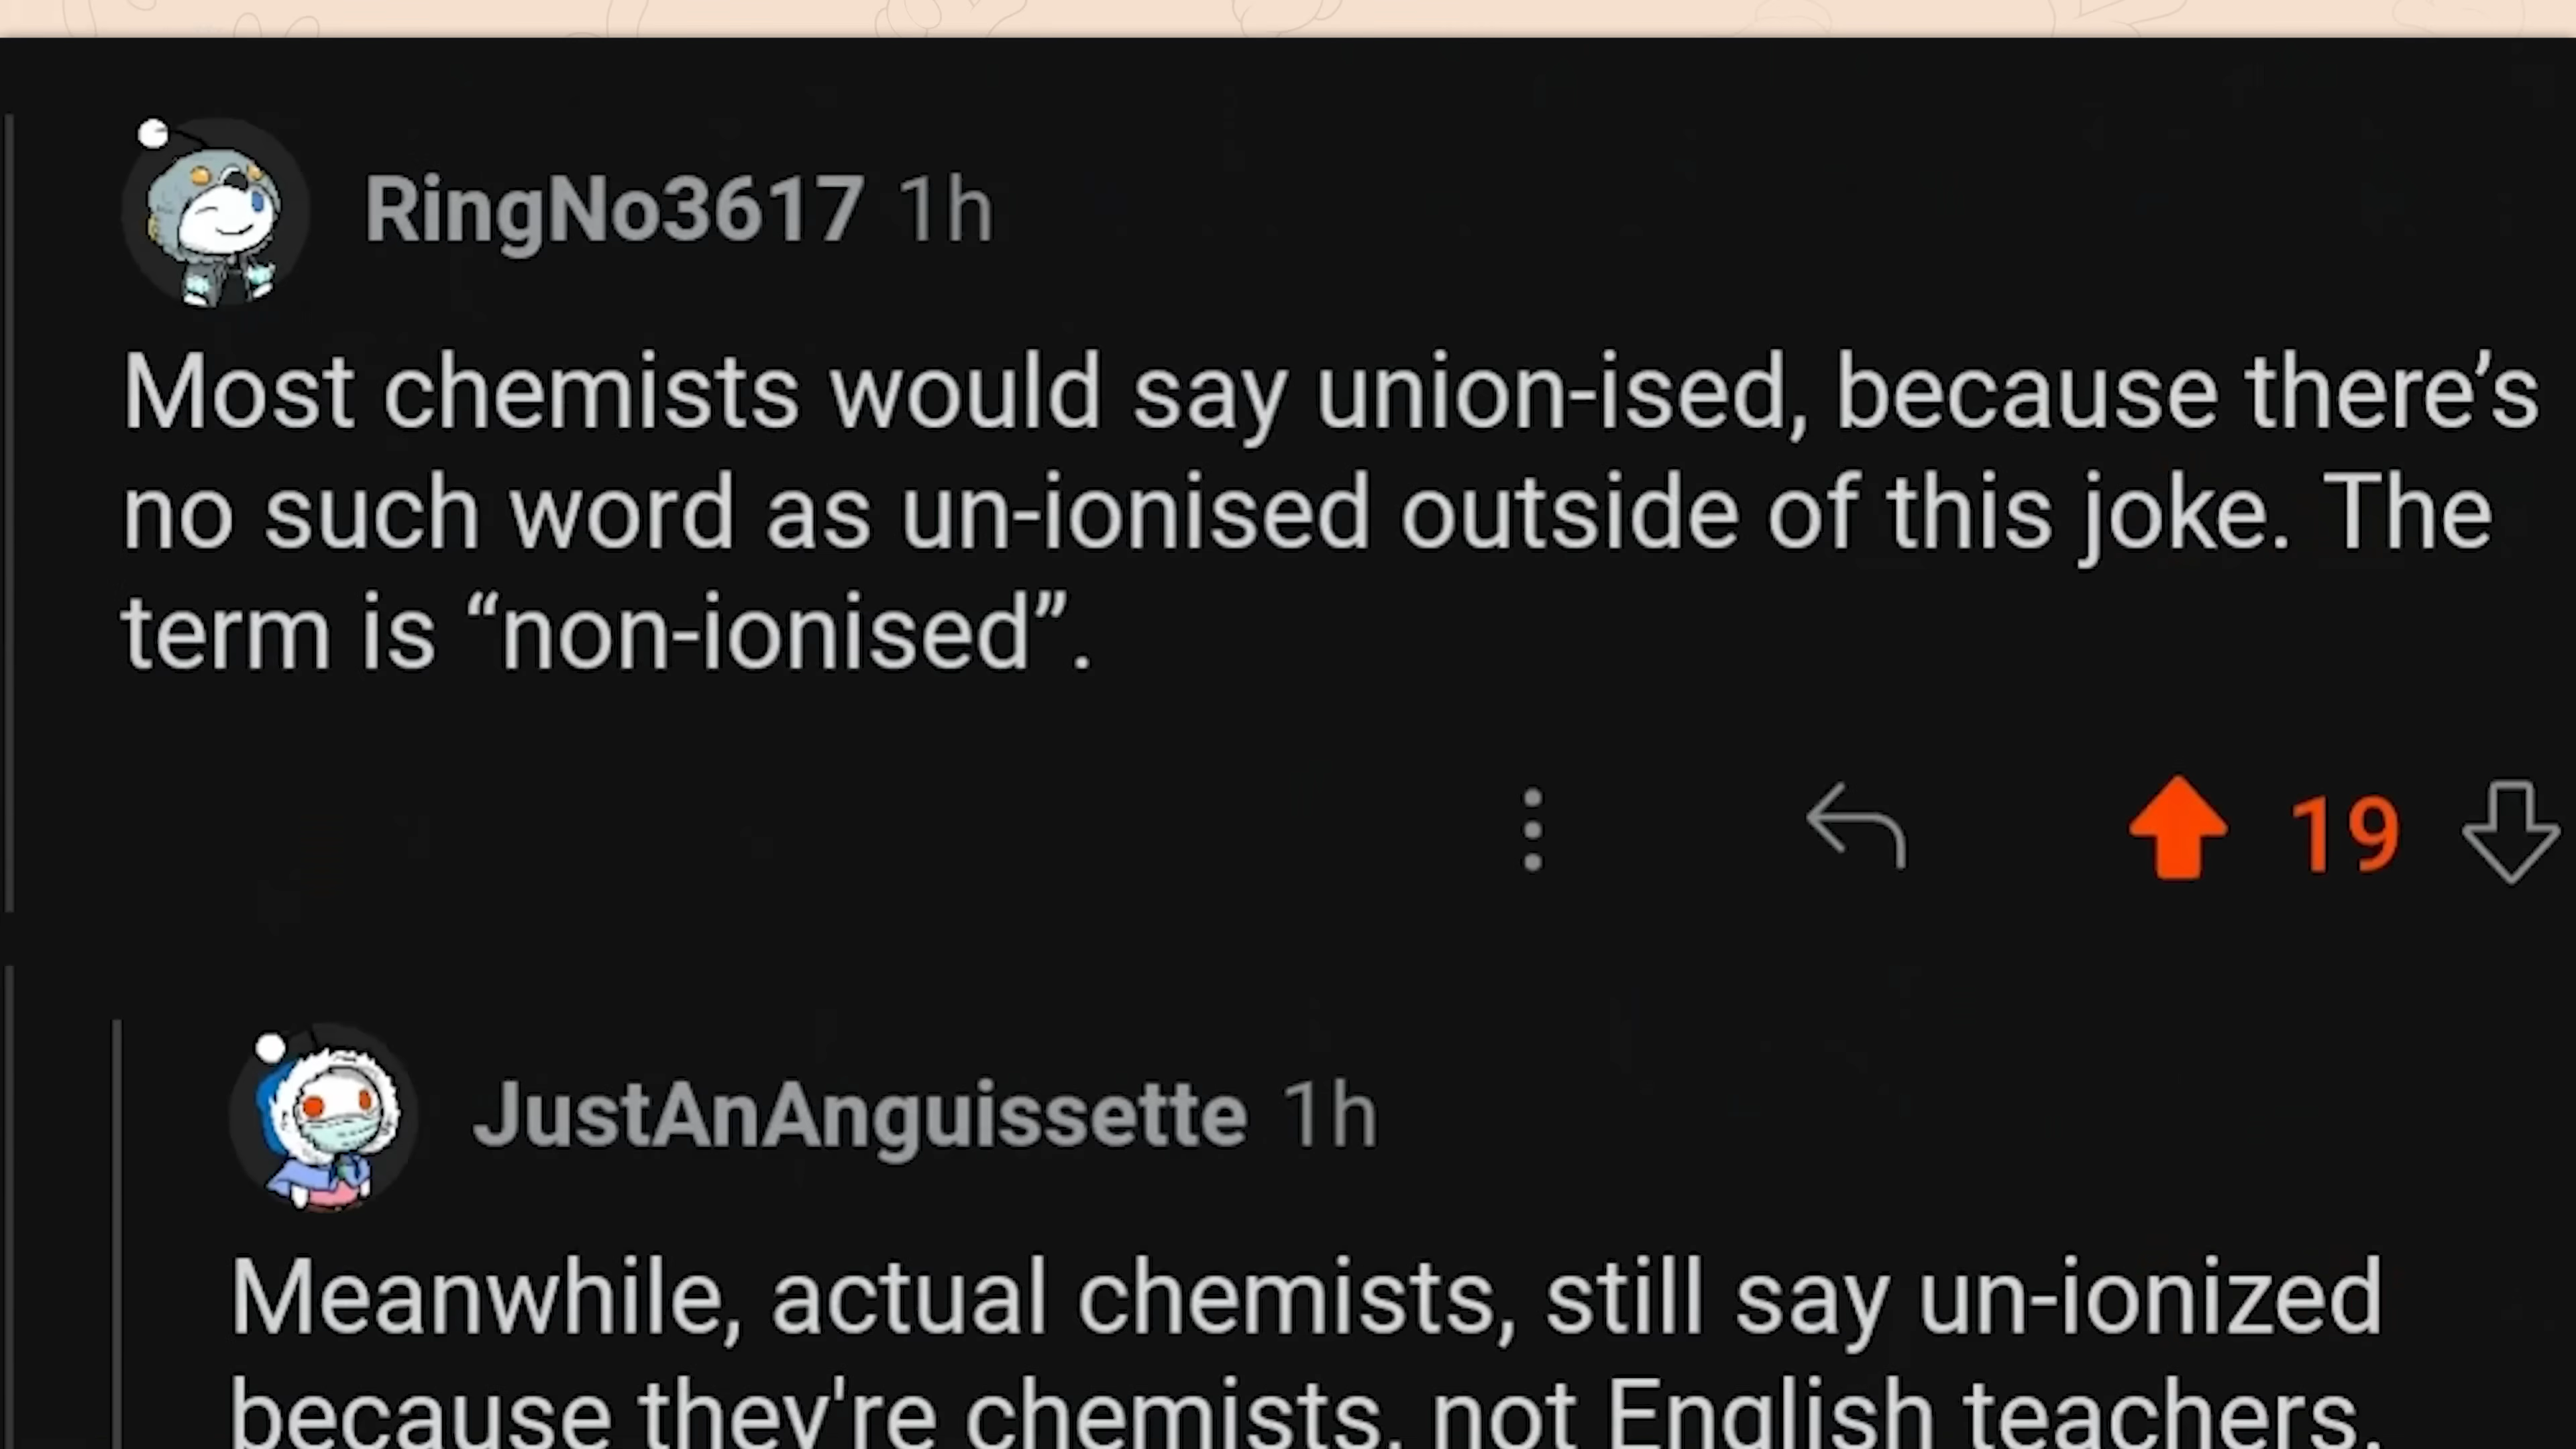 RingNo3617 1h
Most chemists would say union-ised, because there’s
no such word as un-ionised outside of this joke. The
term is “non-ionised”.
19
JustAnAnguissette 1h
Meanwhile, actual chemists, still say un-ionized
because they're chemists, not English teachers.